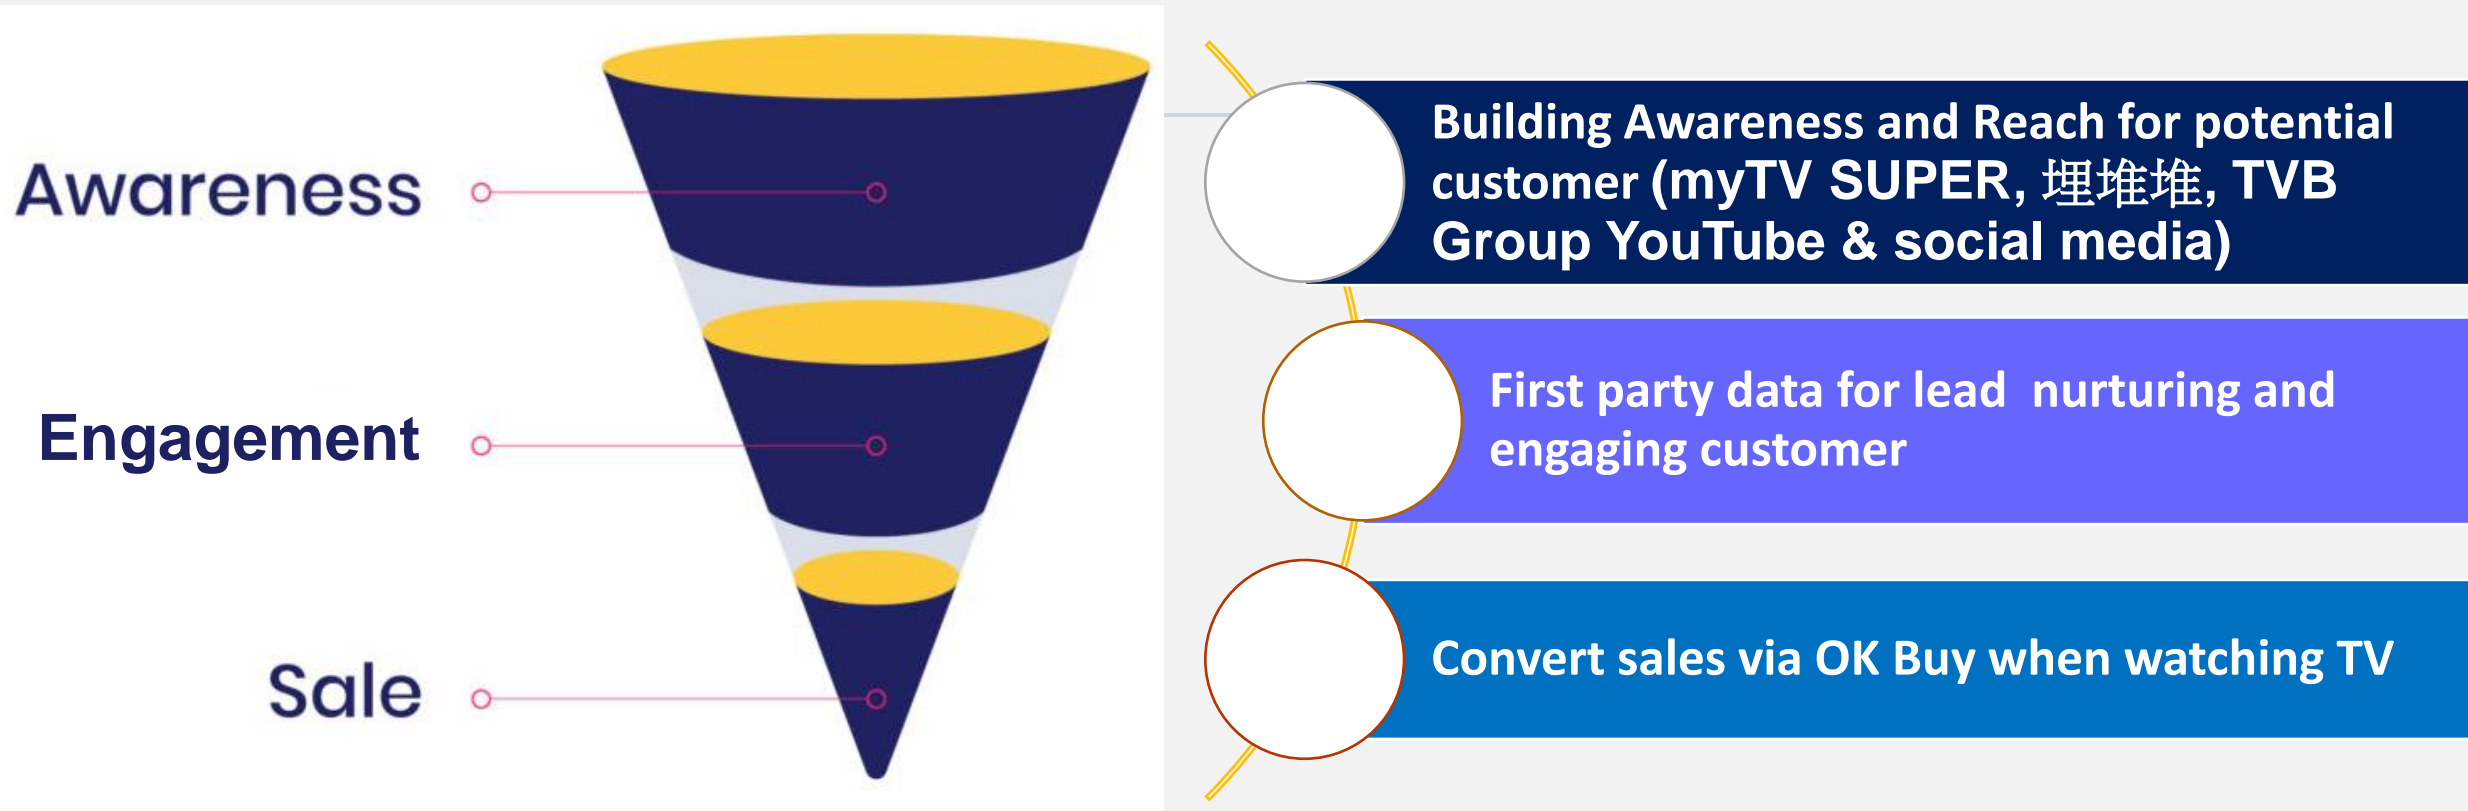 Awareness
Engagement
Sale
Building Awareness and Reach for potential
customer (myTV SUPER, 埋堆堆, TVB
Group YouTube & social media)
First party data for lead  nurturing and
engaging customer
Convert sales via OK Buy when watching TV